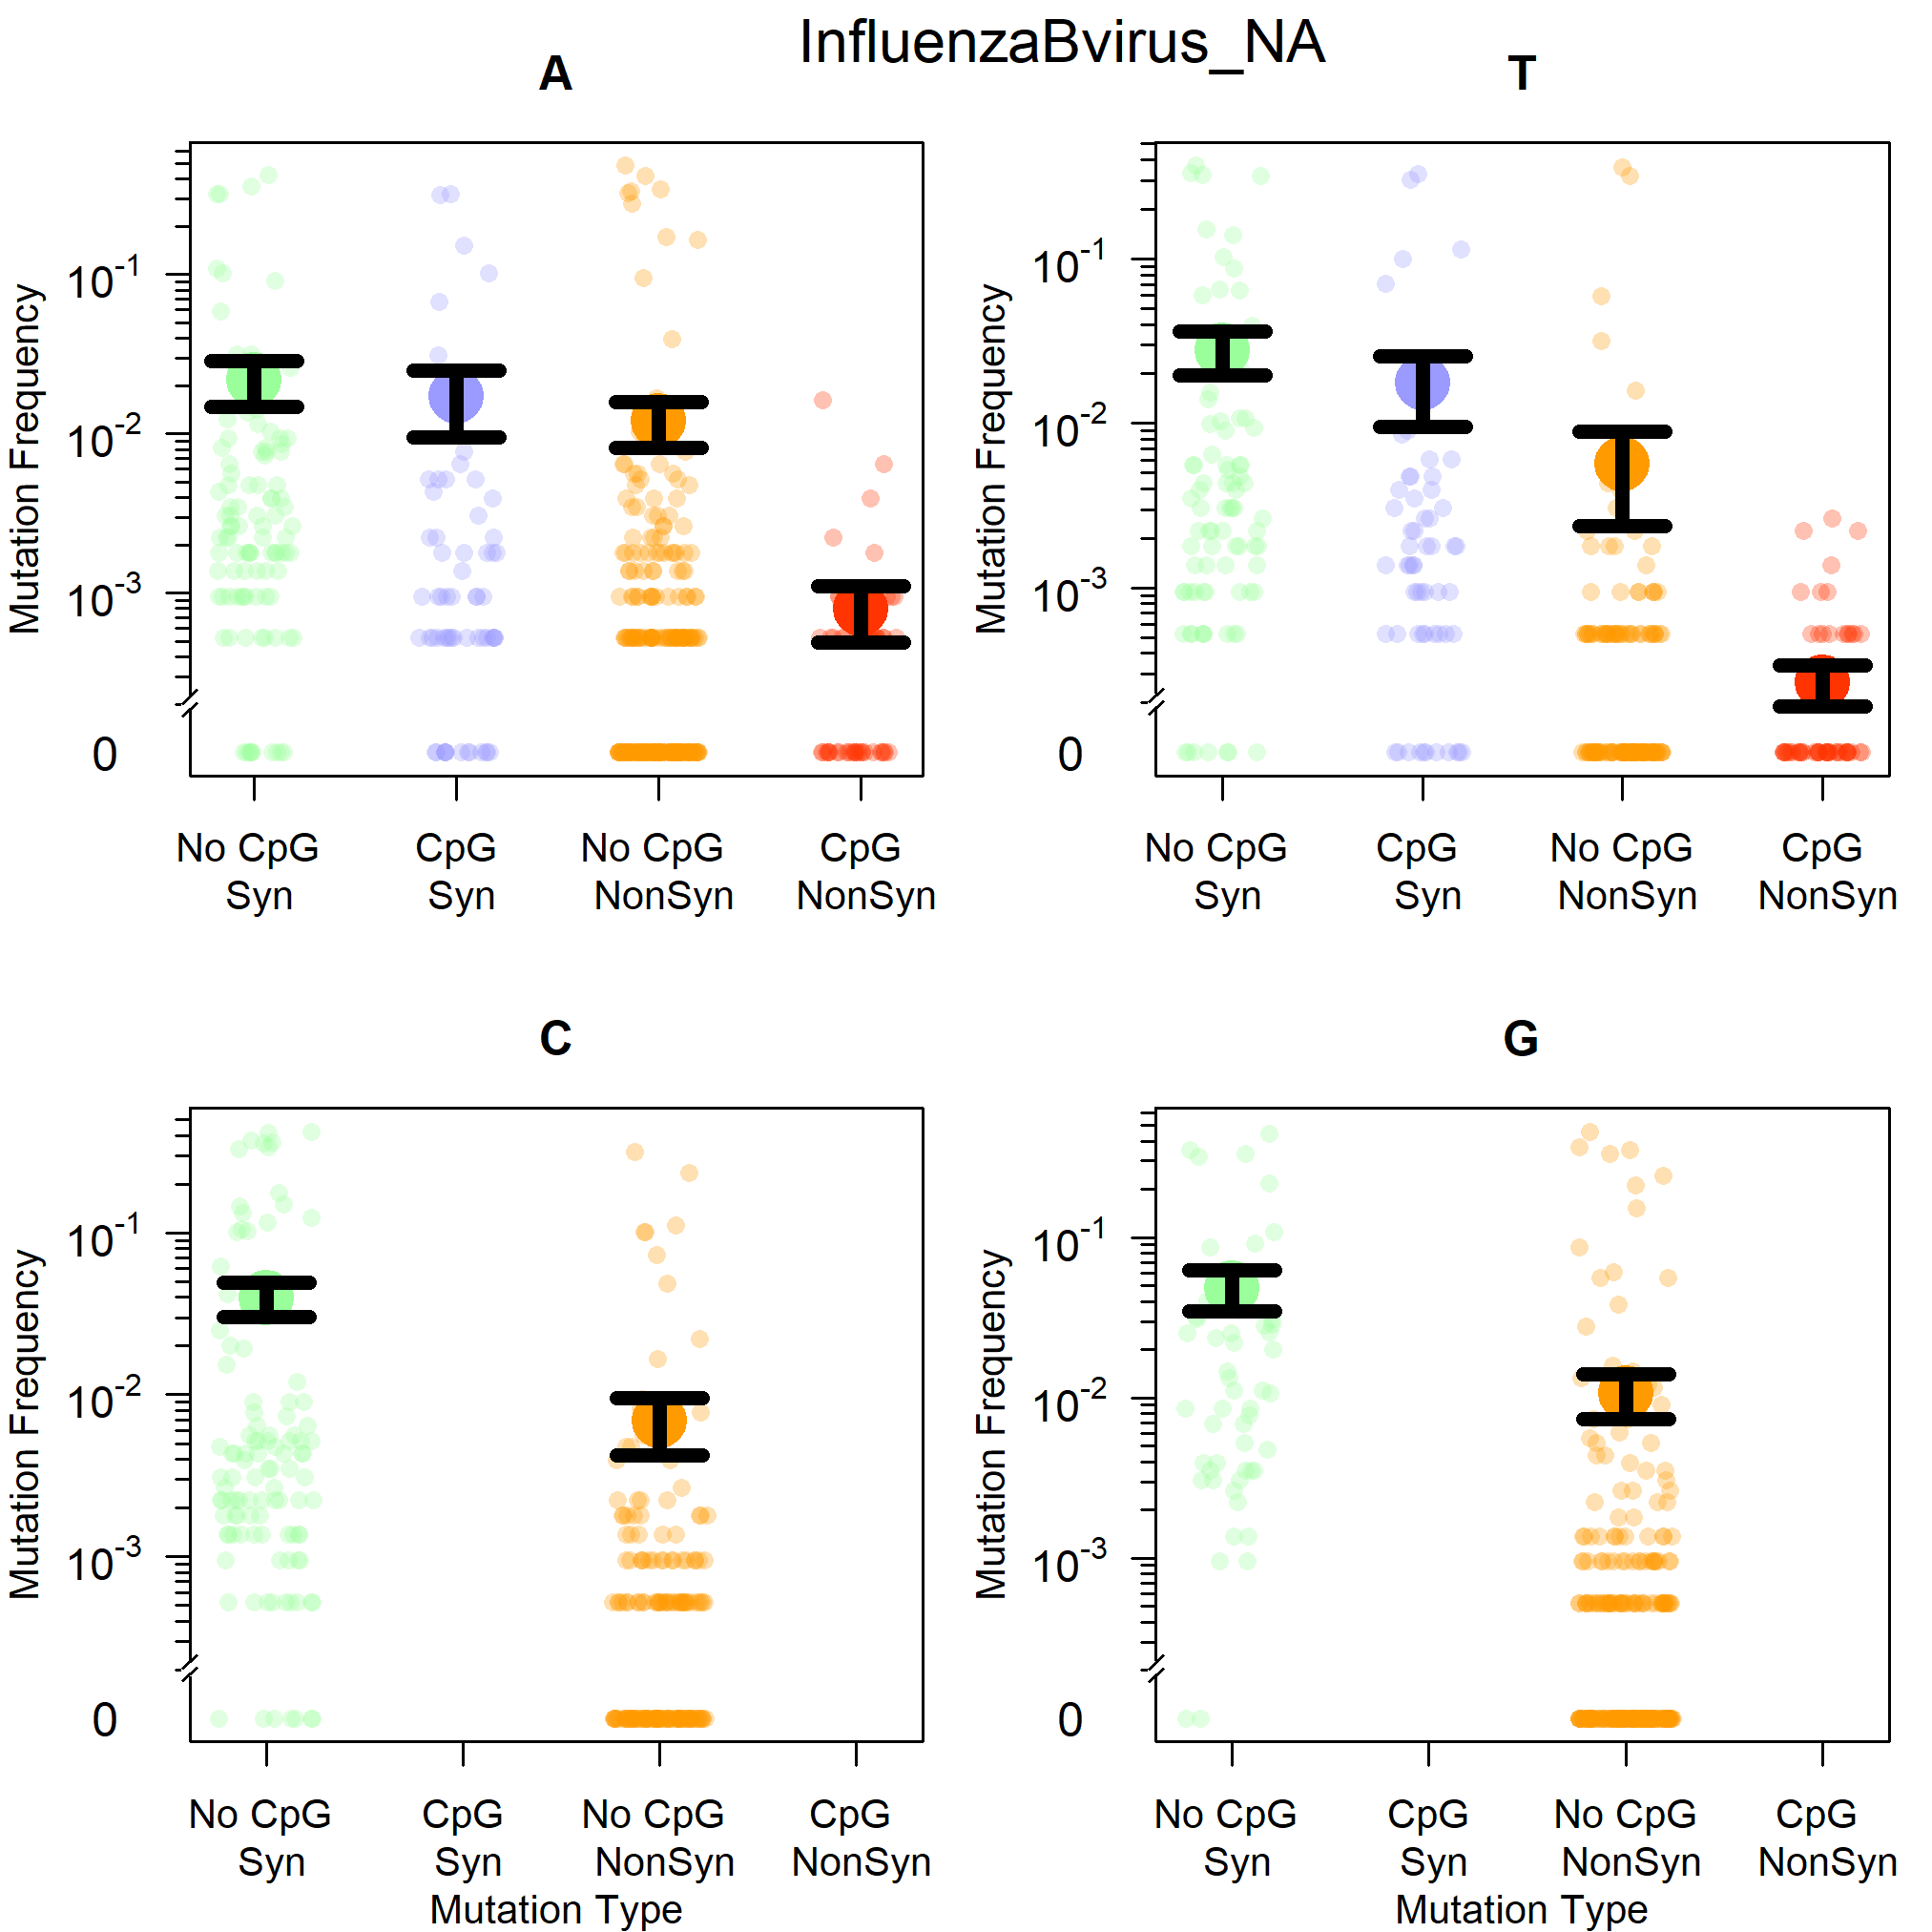 InfluenzaBvirus_NA
A
Mutation Frequency
10-1
10-2
10-3
0
No CpG CpG No CpG CpG
Syn Syn NonSyn NonSyn
T
Mutation Frequency
10-1
10-2
10-3
0
No CpG CpG No CpG CpG
Syn Syn NonSyn NonSyn
C
Mutation Frequency
10-1
10-2
10-3
0
No CpG CpG No CpG CpG
Syn Syn NonSyn NonSyn
Mutation Type
G
Mutation Frequency
10-1
10-2
10-3
0
No CpG CpG No CpG CpG
Syn Syn NonSyn NonSyn
Mutation Type